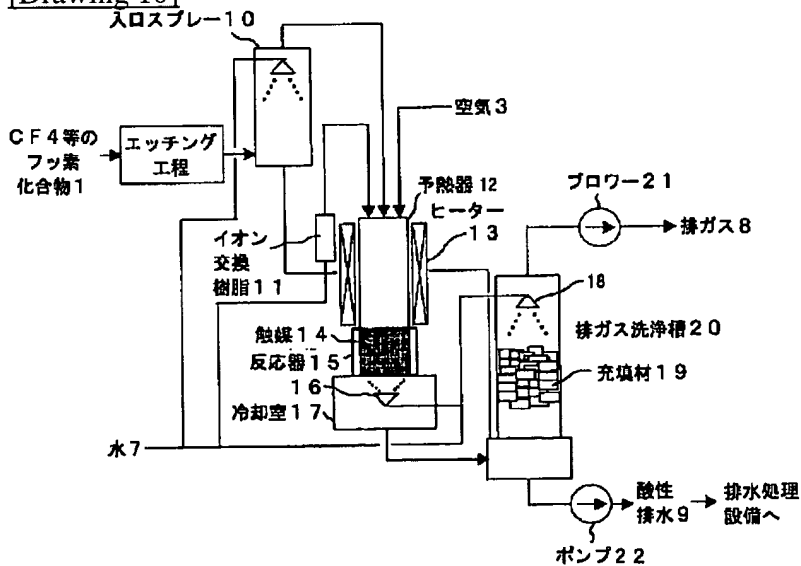 [Drawing 10]
入口スプレー10
空気3
CF4等の
フッ素
化合物1
エッチング
工程
予熱器12
ヒーター
13
ブロワー21
排ガス8
イオン
交換
樹脂11
18
排ガス洗浄槽20
触媒14
反応器15
16
冷却室17
充填材19
水7
酸性
排水9
排水処理
設備へ
ポンプ22